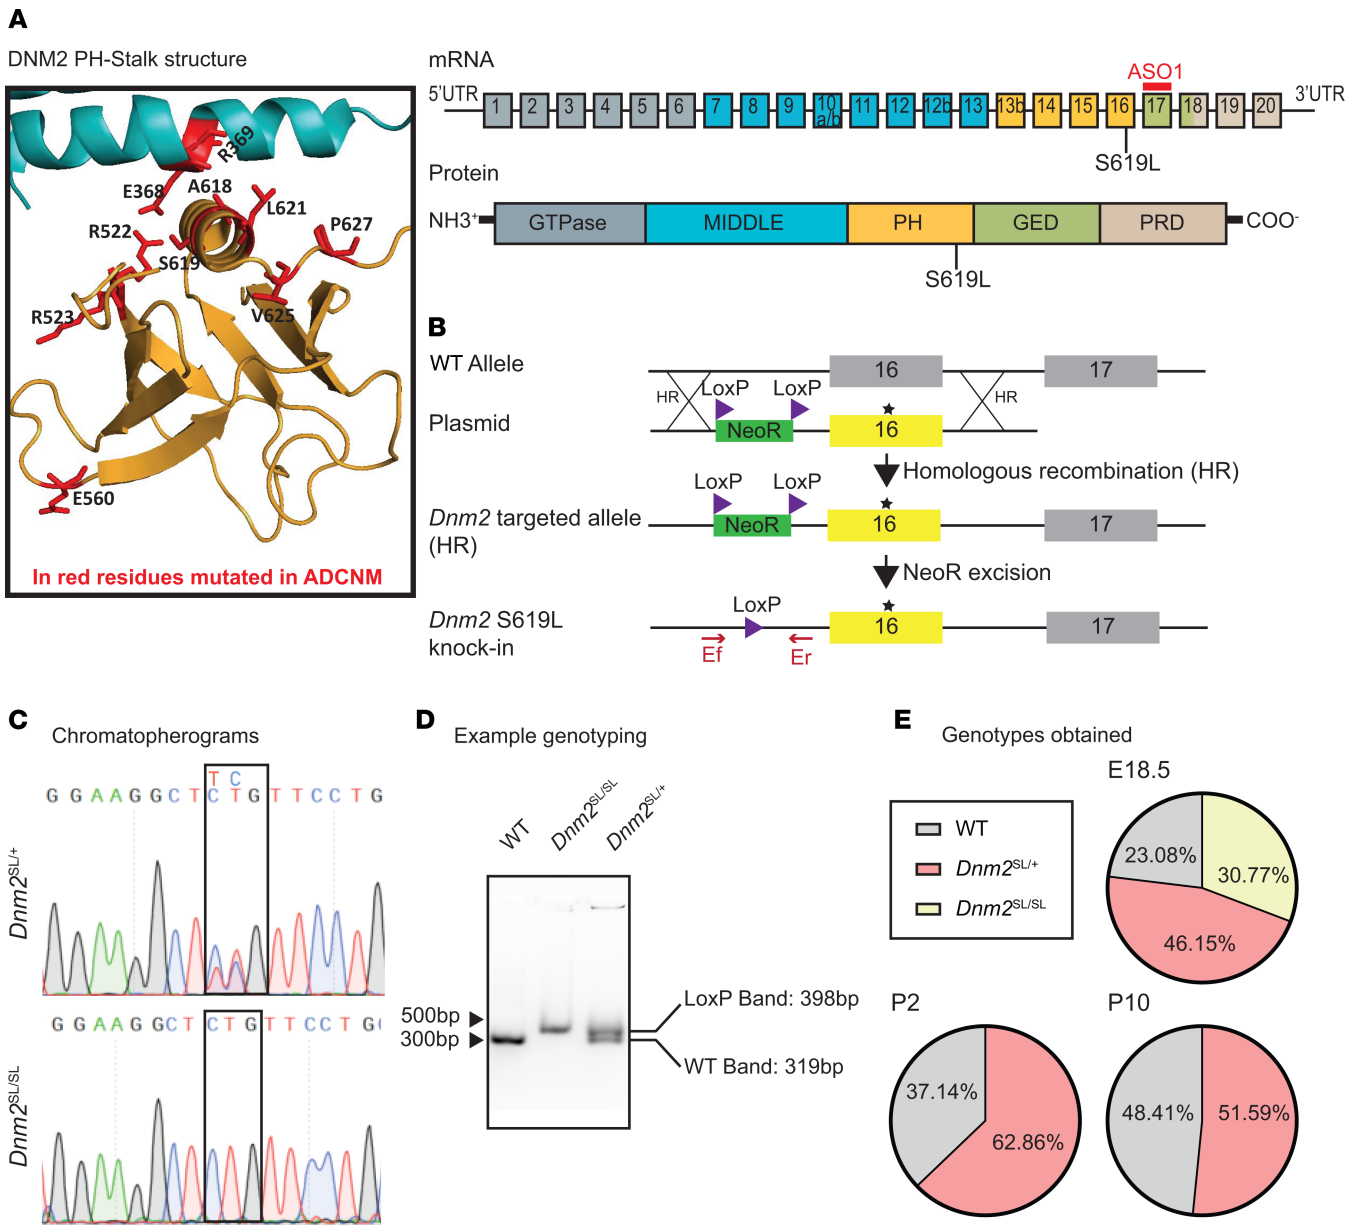 A
DNM2 PH-Stalk structure
R369
E368
A618
L621
R522
P627
S619
R523
V625
E560
In red residues mutated in ADCNM
mRNA
ASO1
5'UTR
1 2 3 4 5 6 7 8 9 10 a/b 11 12 12b 13 13b 14 15 16 17 18 19 20
3'UTR
S619L
Protein
NH3+ GTPase MIDDLE PH GED PRD COO-
S619L
B
WT Allele
16
17
HR
LoxP
LoxP
HR
Plasmid
NeoR
16
Homologous recombination (HR)
LoxP
LoxP
Dnm2 targeted allele
(HR)
NeoR
16
17
NeoR excision
LoxP
Dnm2 S619L
knock-in
16
17
Ef
Er
C
Chromatopherograms
T C
G G A A G G C T C T G T T C C T G
Dnm2SL/+
G G A A G G C T C T G T T C C T G
Dnm2SL/SL
D
Example genotyping
WT
Dnm2SL/SL
Dnm2SL/+
500bp
300bp
LoxP Band: 398bp
WT Band: 319bp
E
Genotypes obtained
WT
Dnm2SL/+
Dnm2SL/SL
E18.5
23.08%
30.77%
46.15%
P2
37.14%
62.86%
P10
48.41%
51.59%